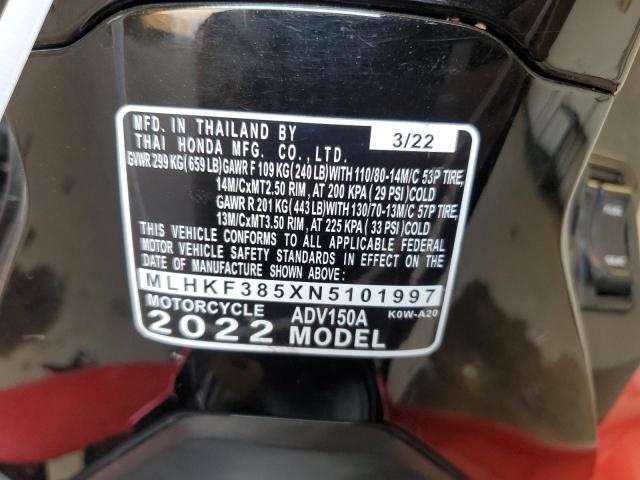 MFD. IN THAILAND BY 3/22
THAI HONDA MFG. CO.,LTD.
GVWR 299 KG(659 LB)GAWR F 109 KG(240 LB)WITH 110/80-14M/C 53P TIRE,
14M/CxMT2.50 RIM, AT 200 KPA (29 PSI)COLD
GAWR R 201 KG(443 LB)WITH 130/70-13M/C 57P TIRE,
13M/CxMT3.50 RIM, AT 225 KPA (33 PSI)COLD
THIS VEHICLE CONFORMS TO ALL APPLICABLE FEDERAL
MOTOR VEHICLE SAFETY STANDARDS IN EFFECT ON THE
DATE OF MANUFACTURE SHOWN ABOVE.
MLHKF385XN5101997
MOTORCYCLE ADV150A K0W-A20
2022 MODEL